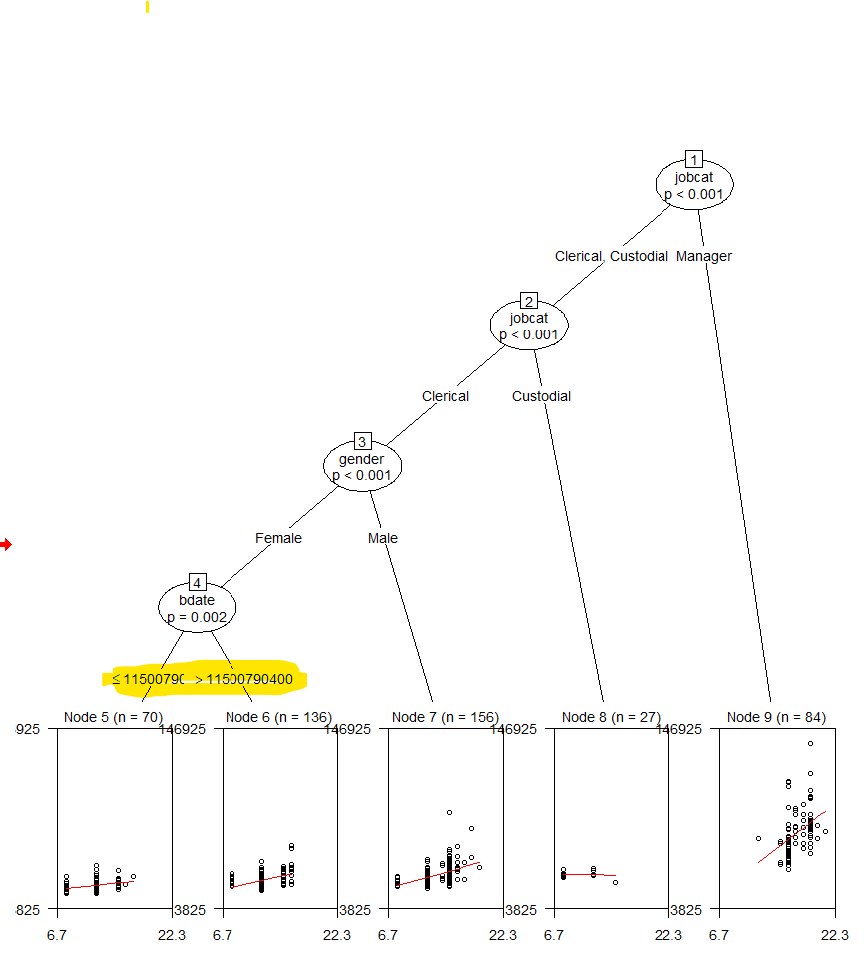 1
jobcat
p < 0.001
Clerical, Custodial Manager
2
jobcat
p < 0.001
Clerical Custodial
3
gender
p < 0.001
Female Male
4
bdate
p = 0.002
≤ 1150079 > 11500790400
Node 5 (n = 70) Node 6 (n = 136) Node 7 (n = 156) Node 8 (n = 27) Node 9 (n = 84)
925 146925 146925
825 3825 3825 3825
6.7 22.3 6.7 22.3 6.7 22.3 6.7 22.3 6.7 22.3